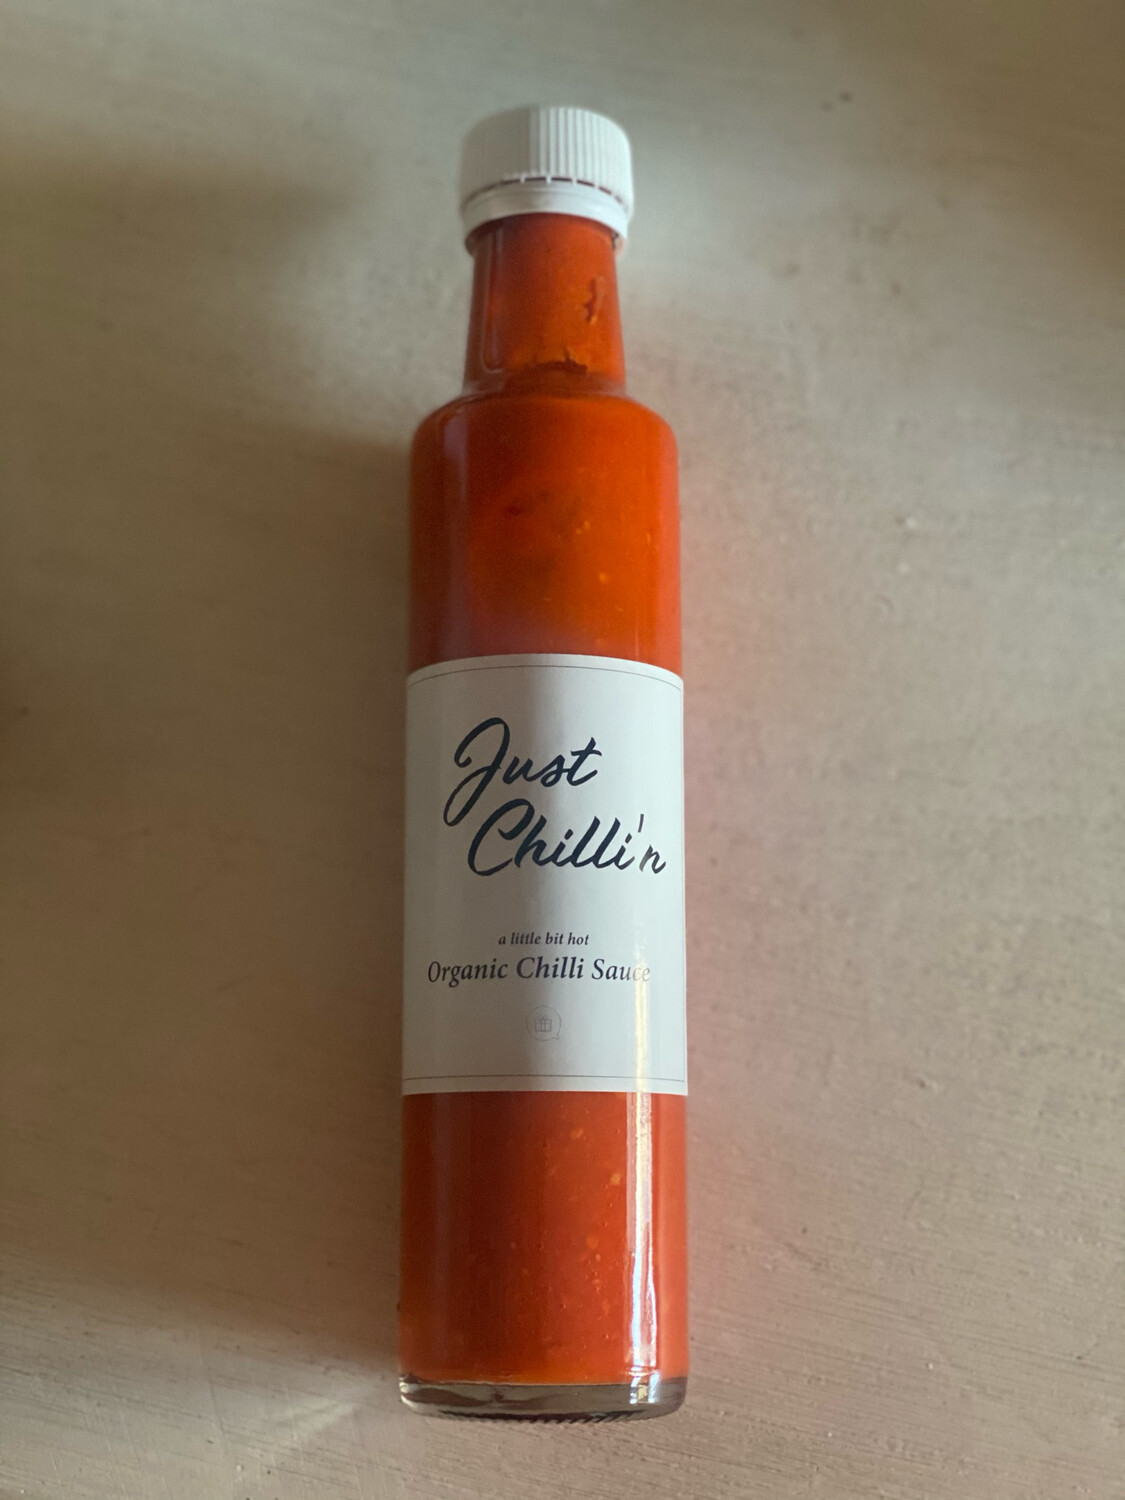 Just
Chilli'n
a little bit hot
Organic Chilli Sauce